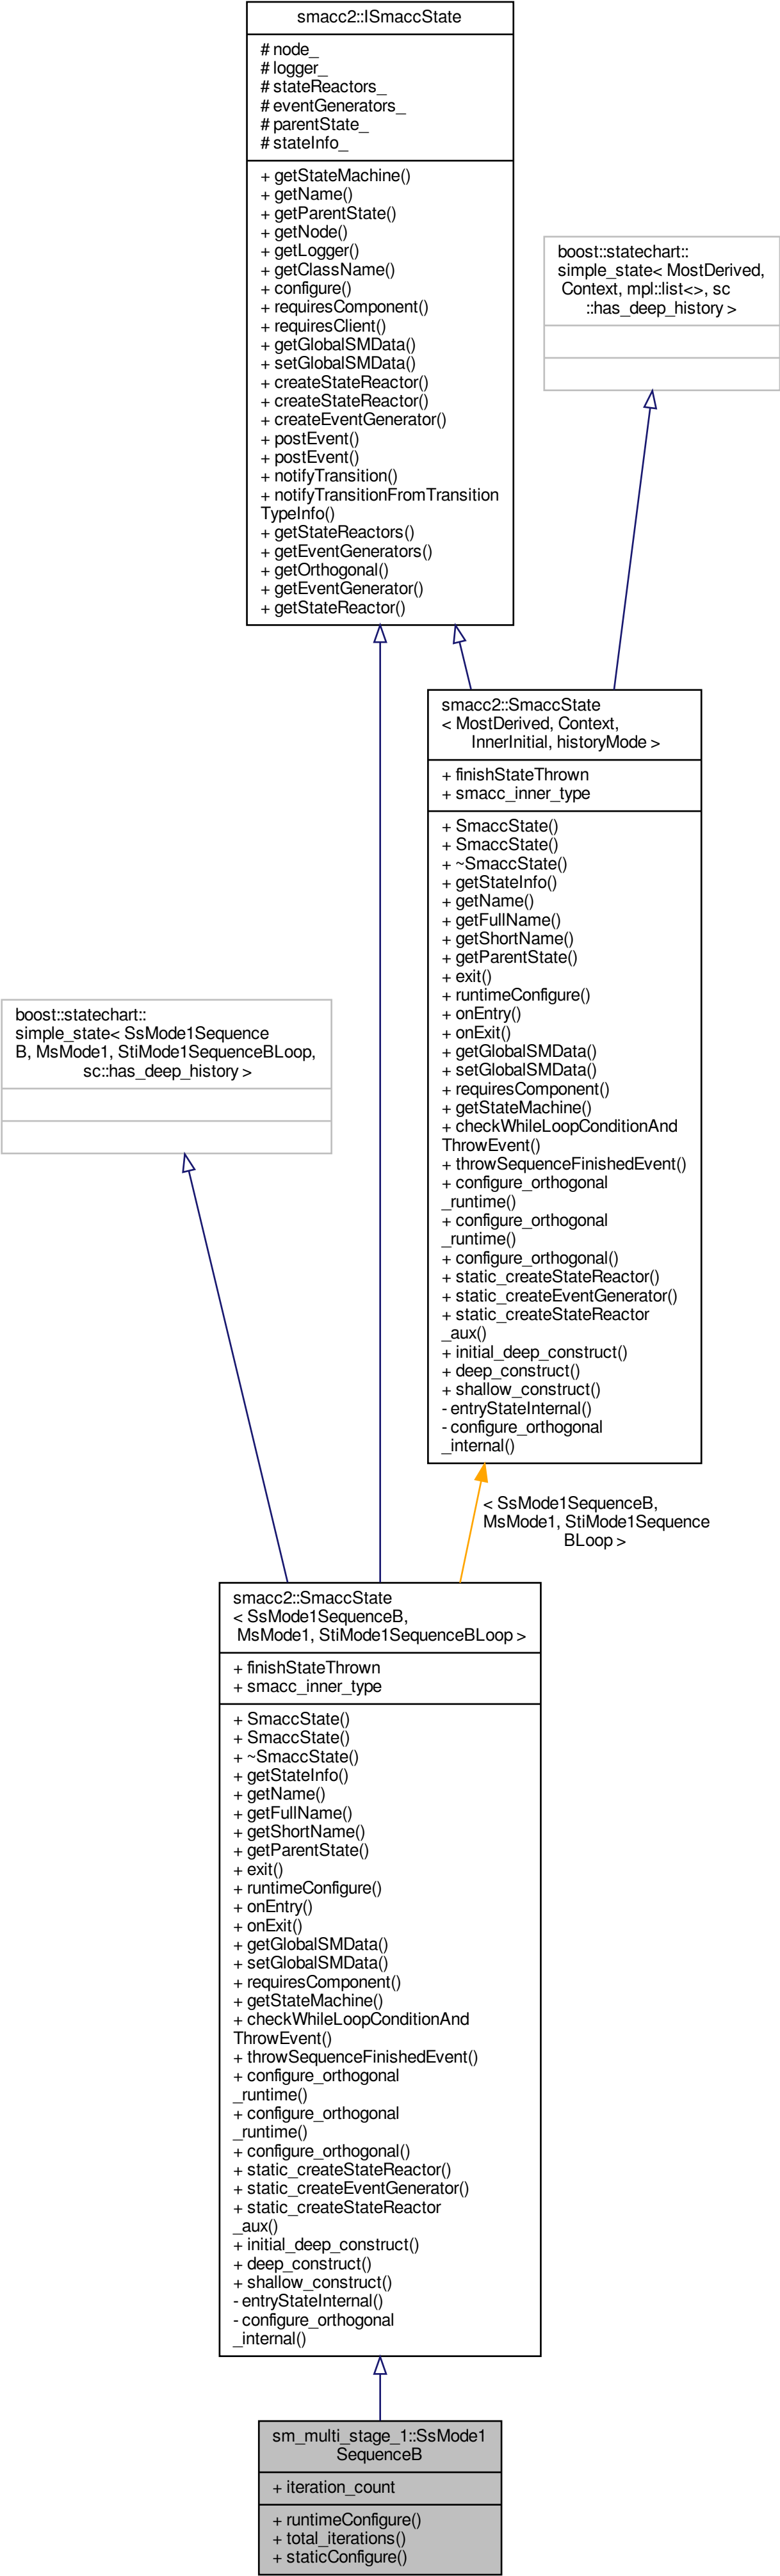 smacc2::ISmaccState
# node_
# logger_
# stateReactors_
# eventGenerators_
# parentState_
# stateInfo_
+ getStateMachine()
+ getName()
+ getParentState()
+ getNode()
+ getLogger()
+ getClassName()
+ configure()
+ requiresComponent()
+ requiresClient()
+ getGlobalSMData()
+ setGlobalSMData()
+ createStateReactor()
+ createStateReactor()
+ createEventGenerator()
+ postEvent()
+ postEvent()
+ notifyTransition()
+ notifyTransitionFromTransition
TypeInfo()
+ getStateReactors()
+ getEventGenerators()
+ getOrthogonal()
+ getEventGenerator()
+ getStateReactor()
boost::statechart::
simple_state< MostDerived,
Context, mpl::list<>, sc
::has_deep_history >
smacc2::SmaccState
< MostDerived, Context,
InnerInitial, historyMode >
+ finishStateThrown
+ smacc_inner_type
+ SmaccState()
+ SmaccState()
+ ~SmaccState()
+ getStateInfo()
+ getName()
+ getFullName()
+ getShortName()
+ getParentState()
+ exit()
+ runtimeConfigure()
+ onEntry()
+ onExit()
+ getGlobalSMData()
+ setGlobalSMData()
+ requiresComponent()
+ getStateMachine()
+ checkWhileLoopConditionAnd
ThrowEvent()
+ throwSequenceFinishedEvent()
+ configure_orthogonal
_runtime()
+ configure_orthogonal
_runtime()
+ configure_orthogonal()
+ static_createStateReactor()
+ static_createEventGenerator()
+ static_createStateReactor
_aux()
+ initial_deep_construct()
+ deep_construct()
+ shallow_construct()
- entryStateInternal()
- configure_orthogonal
_internal()
boost::statechart::
simple_state< SsMode1Sequence
B, MsMode1, StiMode1SequenceBLoop,
sc::has_deep_history >
< SsMode1SequenceB,
MsMode1, StiMode1Sequence
BLoop >
smacc2::SmaccState
< SsMode1SequenceB,
MsMode1, StiMode1SequenceBLoop >
+ finishStateThrown
+ smacc_inner_type
+ SmaccState()
+ SmaccState()
+ ~SmaccState()
+ getStateInfo()
+ getName()
+ getFullName()
+ getShortName()
+ getParentState()
+ exit()
+ runtimeConfigure()
+ onEntry()
+ onExit()
+ getGlobalSMData()
+ setGlobalSMData()
+ requiresComponent()
+ getStateMachine()
+ checkWhileLoopConditionAnd
ThrowEvent()
+ throwSequenceFinishedEvent()
+ configure_orthogonal
_runtime()
+ configure_orthogonal
_runtime()
+ configure_orthogonal()
+ static_createStateReactor()
+ static_createEventGenerator()
+ static_createStateReactor
_aux()
+ initial_deep_construct()
+ deep_construct()
+ shallow_construct()
- entryStateInternal()
- configure_orthogonal
_internal()
sm_multi_stage_1::SsMode1
SequenceB
+ iteration_count
+ runtimeConfigure()
+ total_iterations()
+ staticConfigure()